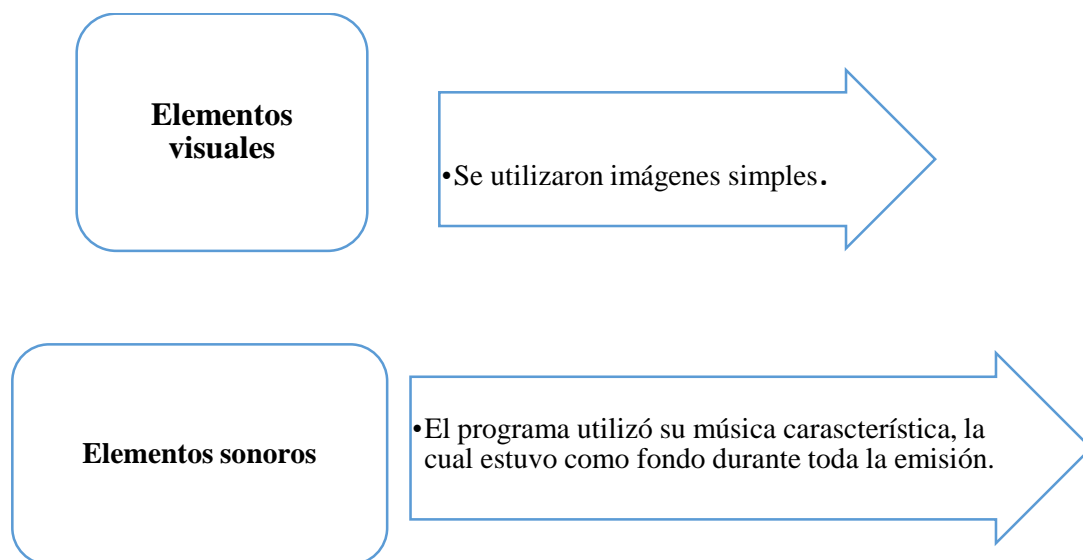 Elementos
visuales
•Se utilizaron imágenes simples.
Elementos sonoros
•El programa utilizó su música carascterística, la
cual estuvo como fondo durante toda la emisión.